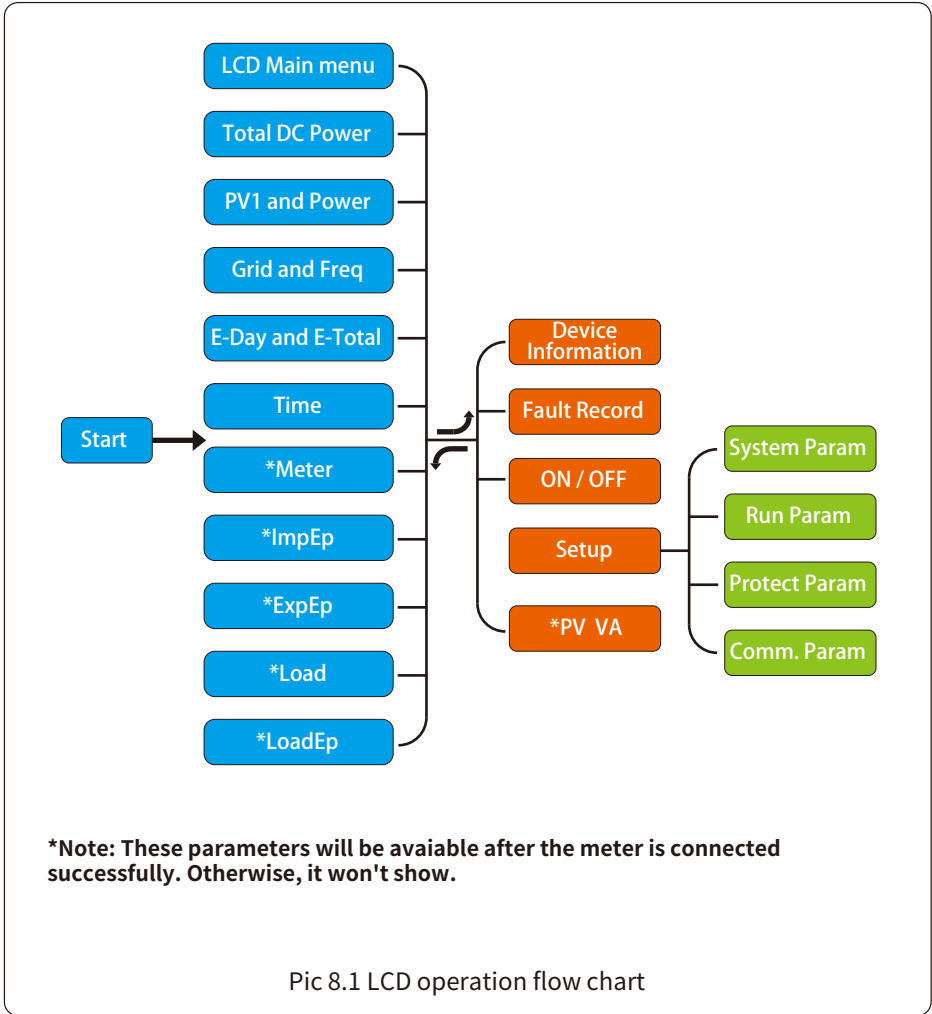 LCD Main menu
Total DC Power
PV1 and Power
Grid and Freq
E-Day and E-Total
Time
Start
*Meter
*ImpEp
*ExpEp
*Load
*LoadEp
Device
Information
Fault Record
ON / OFF
Setup
*PV VA
System Param
Run Param
Protect Param
Comm. Param
*Note: These parameters will be avaiable after the meter is connected
successfully. Otherwise, it won't show.
Pic 8.1 LCD operation flow chart